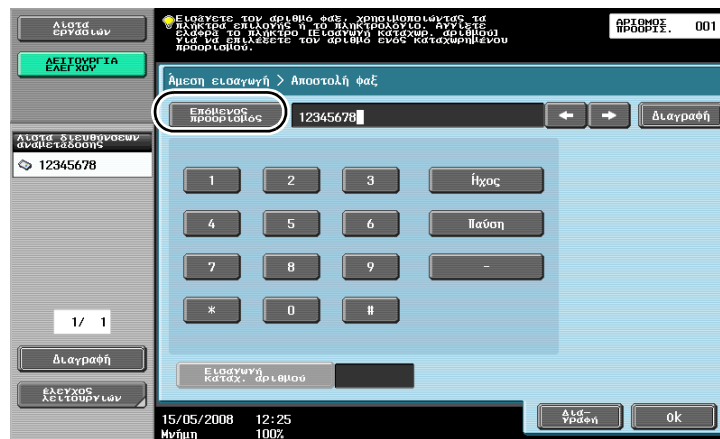 Λίστα
εργασιών
Εισάγετε τον αριθμό φαξ, χρησιμοποιώντας τα
πλήκτρα επιλογής ή το πληκτρολόγιο. Αγγίξτε
ελαφρά το πλήκτρο [Εισαγωγή καταχωρ. αριθμού]
για να επιλέξετε τον αριθμό ενός καταχωρημένου
προορισμού.
ΑΡΙΘΜΟΣ
ΠΡΟΟΡΙΣ.
001
ΛΕΙΤΟΥΡΓΙΑ
ΕΛΕΓΧΟΥ
Άμεση εισαγωγή > Αποστολή φαξ
Επόμενος
προορισμός
12345678
Διαγραφή
Λίστα διευθύνσεων
αναμετάδοσης
12345678
1 2 3 Ήχος
4 5 6 Παύση
7 8 9 -
* 0 #
1/ 1
Διαγραφή
Εισαγωγή
καταχ. αριθμού
έλεγχος
λειτουργιών
15/05/2008 12:25
Μνήμη 100%
Δια-
γραφή
ok